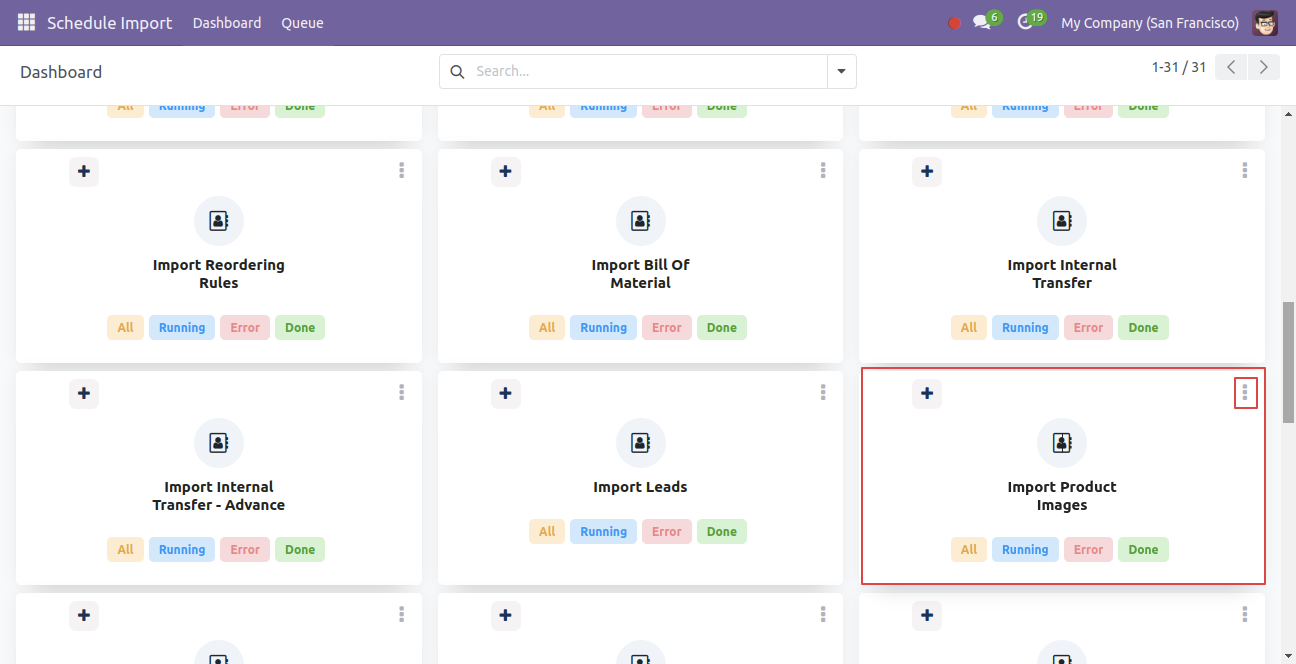 Schedule Import Dashboard Queue 6 19 My Company (San Francisco)
Dashboard Search... 1-31 / 31
All Running Error Done All Running Error Done All Running Error Done
Import Reordering
Rules
All Running Error Done
Import Bill Of
Material
All Running Error Done
Import Internal
Transfer
All Running Error Done
Import Internal
Transfer - Advance
All Running Error Done
Import Leads
All Running Error Done
Import Product
Images
All Running Error Done